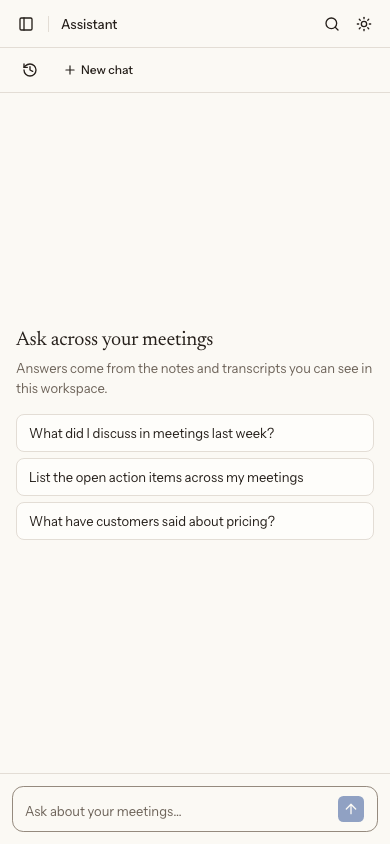 Assistant
New chat
Ask across your meetings
Answers come from the notes and transcripts you can see in
this workspace.
What did I discuss in meetings last week?
List the open action items across my meetings
What have customers said about pricing?
Ask about your meetings...